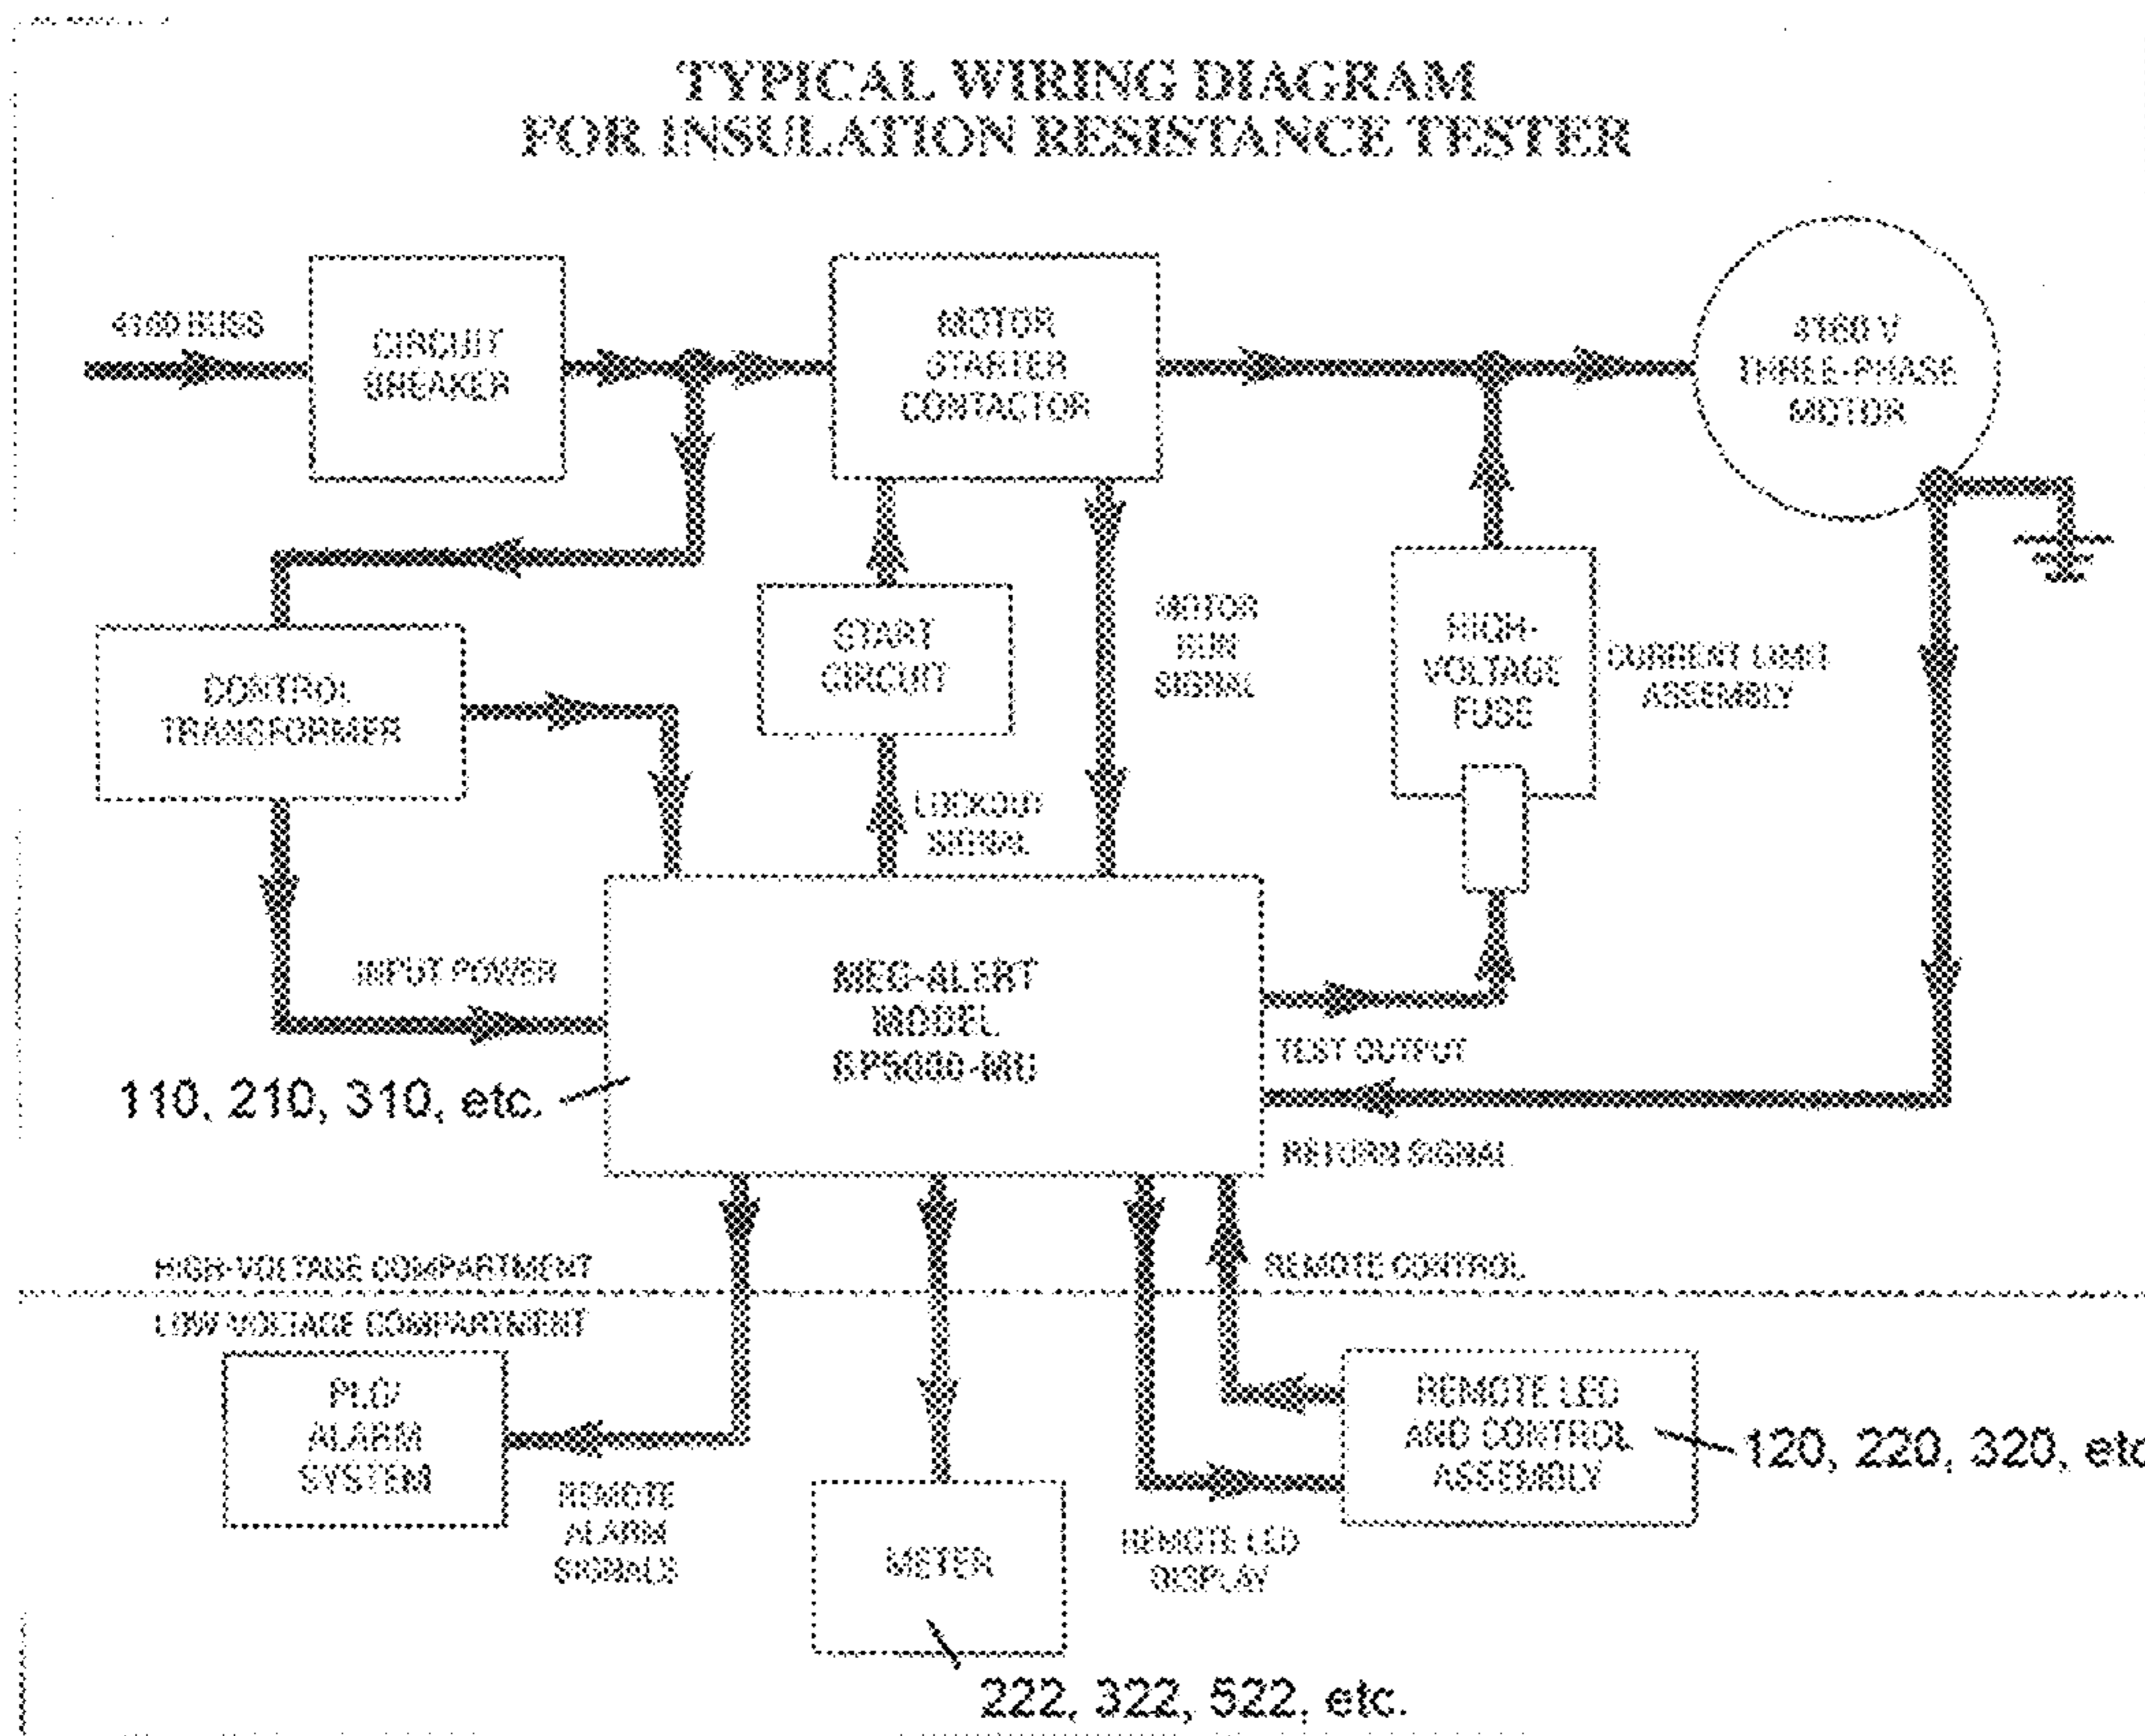 TYPICAL WIRING DIAGRAM
FOR INSULATION RESISTANCE TESTER
4160 BUSS
CIRCUIT
BREAKER
MOTOR
STARTER
CONTACTOR
4160 V
THREE-PHASE
MOTOR
CONTROL
TRANSFORMER
START
CIRCUIT
MOTOR
RUN
SIGNAL
HIGH-
VOLTAGE
FUSE
CURRENT LIMIT
ASSEMBLY
LOCKOUT
SIGNAL
INPUT POWER
MEG-ALERT
MODEL
110, 210, 310, etc.
TEST OUTPUT
RETURN SIGNAL
HIGH-VOLTAGE COMPARTMENT
REMOTE CONTROL
LOW-VOLTAGE COMPARTMENT
PLC/
ALARM
SYSTEM
REMOTE
ALARM
SIGNALS
METER
REMOTE LED
DISPLAY
REMOTE LED
AND CONTROL
ASSEMBLY
120, 220, 320, etc
222, 322, 522, etc.